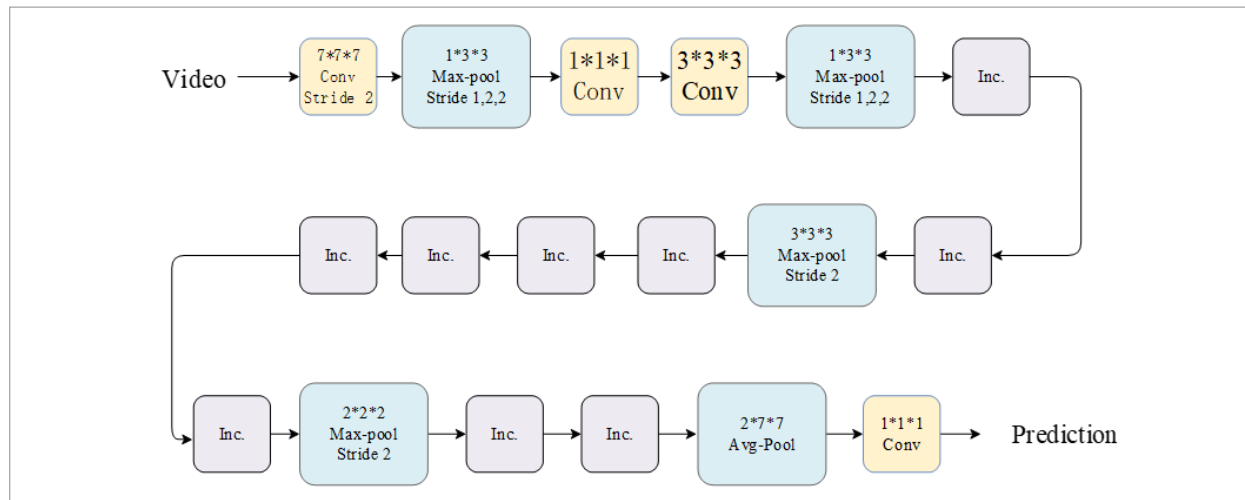 Video
7*7*7
Conv
Stride 2
1*3*3
Max-pool
Stride 1,2,2
1*1*1
Conv
3*3*3
Conv
1*3*3
Max-pool
Stride 1,2,2
Inc.
Inc.
3*3*3
Max-pool
Stride 2
Inc.
Inc.
Inc.
Inc.
Inc.
2*2*2
Max-pool
Stride 2
Inc.
Inc.
2*7*7
Avg-Pool
1*1*1
Conv
Prediction